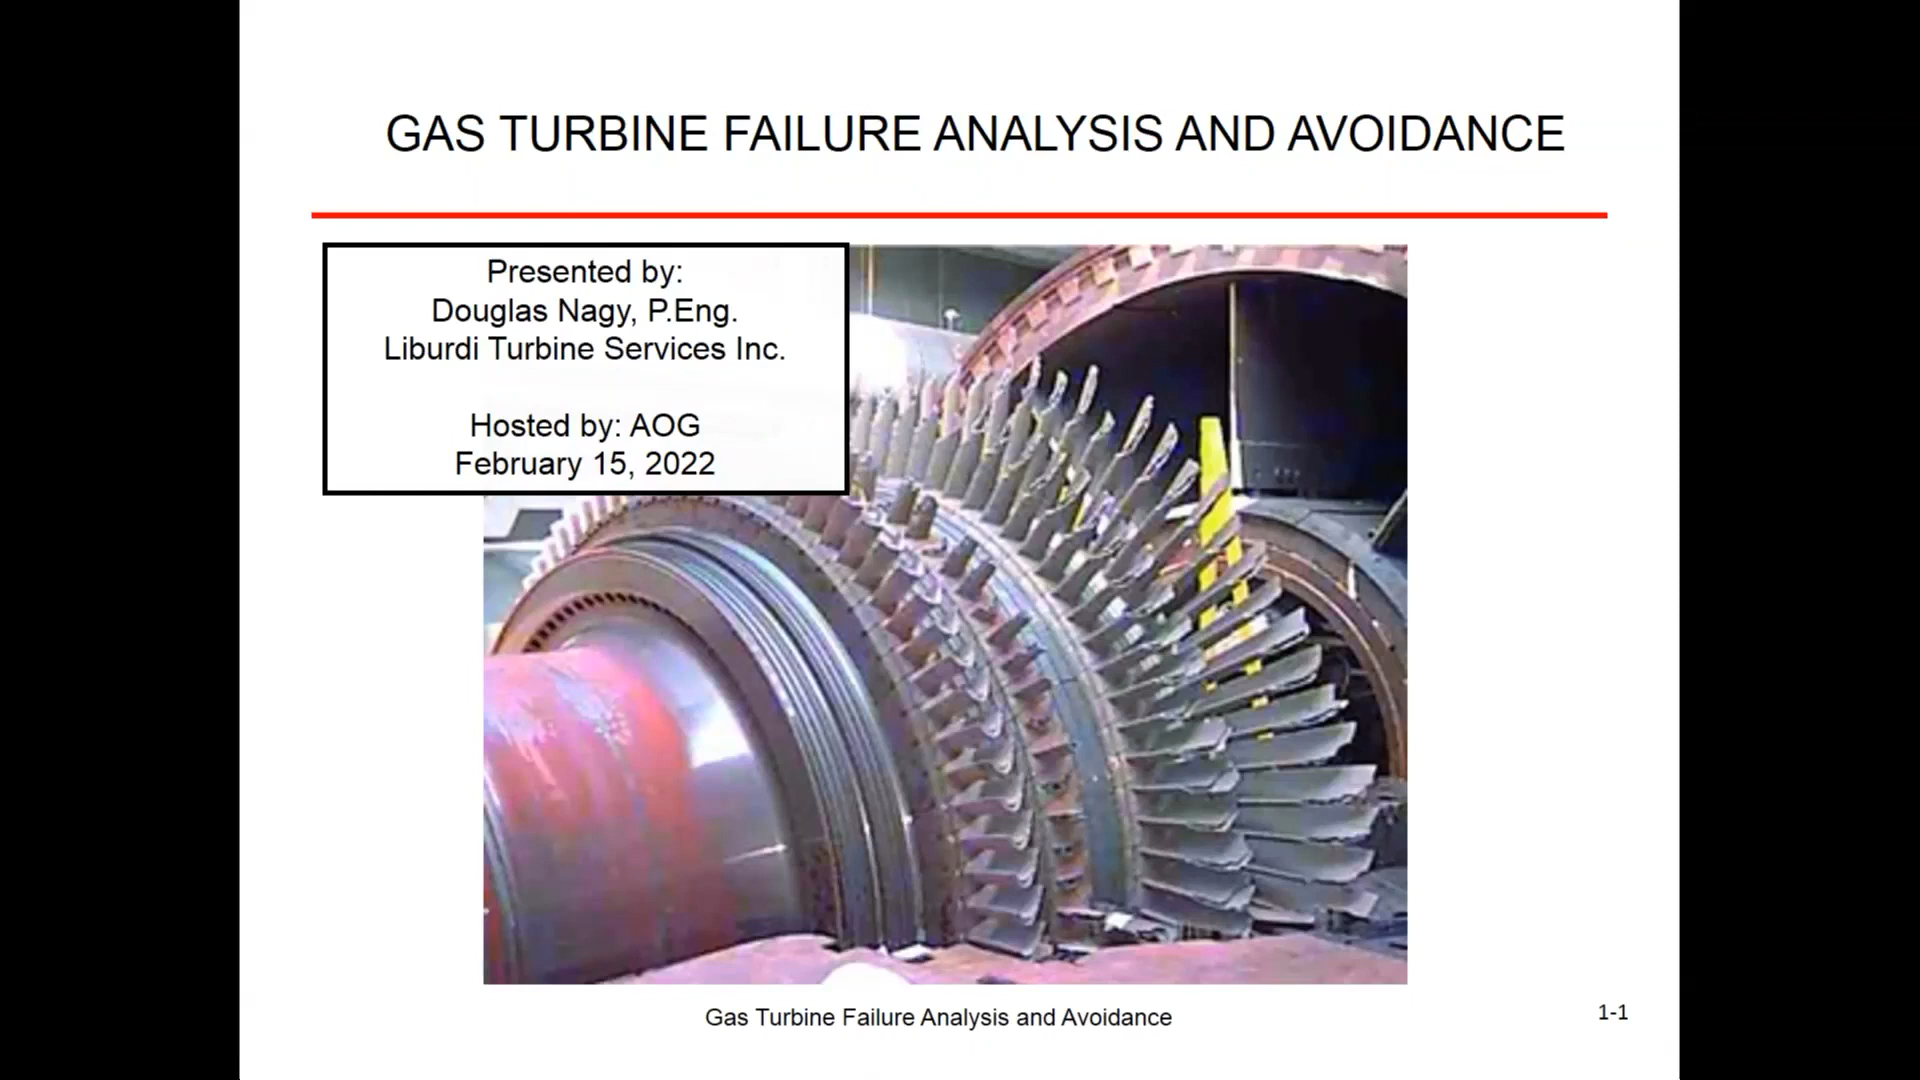 GAS TURBINE FAILURE ANALYSIS AND AVOIDANCE
Presented by:
Douglas Nagy, P.Eng.
Liburdi Turbine Services Inc.
Hosted by: AOG
February 15, 2022
Gas Turbine Failure Analysis and Avoidance
1-1